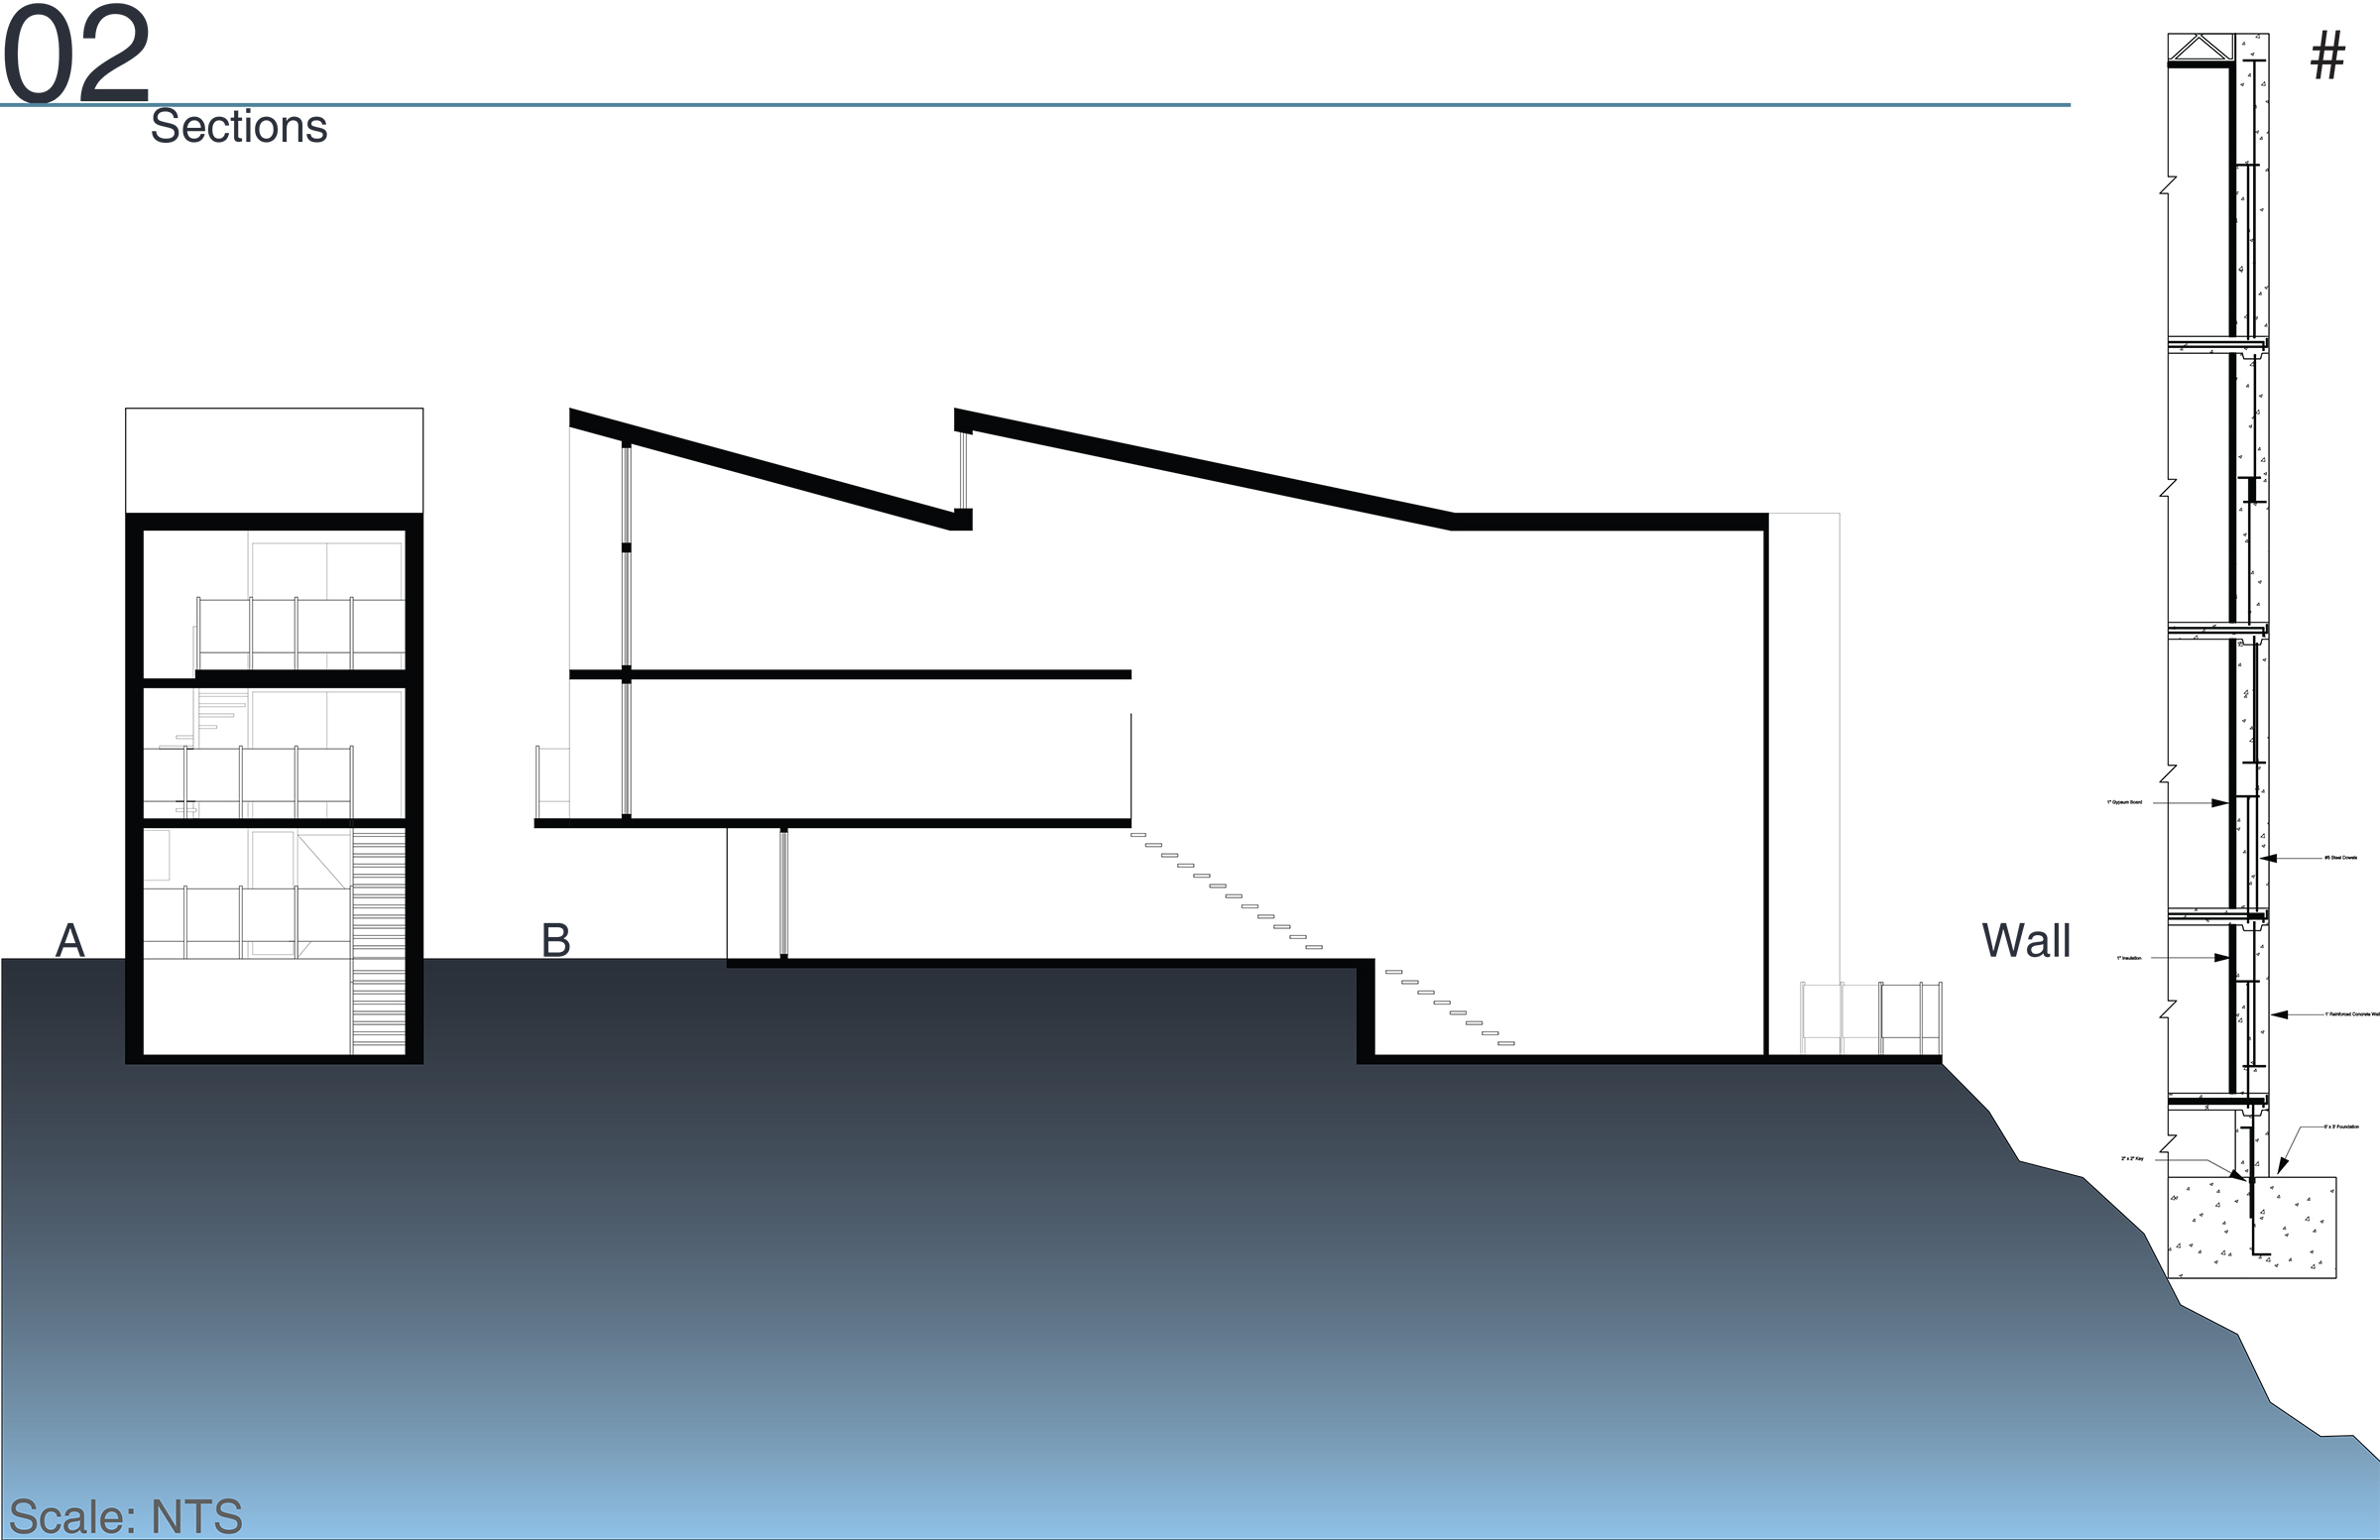 02
#
Sections
1" Gypsum Board
#5 Steel Dowels
A
B
Wall
1" Insulation
1' Reinforced Concrete Wall
6' x 3' Foundation
2" x 2" Key
Scale: NTS